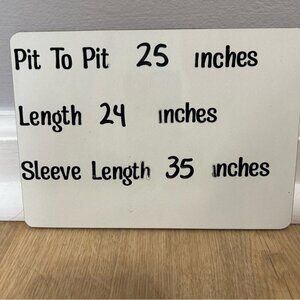 Pit To Pit 25 inches
Length 24 inches
Sleeve Length 35 inches